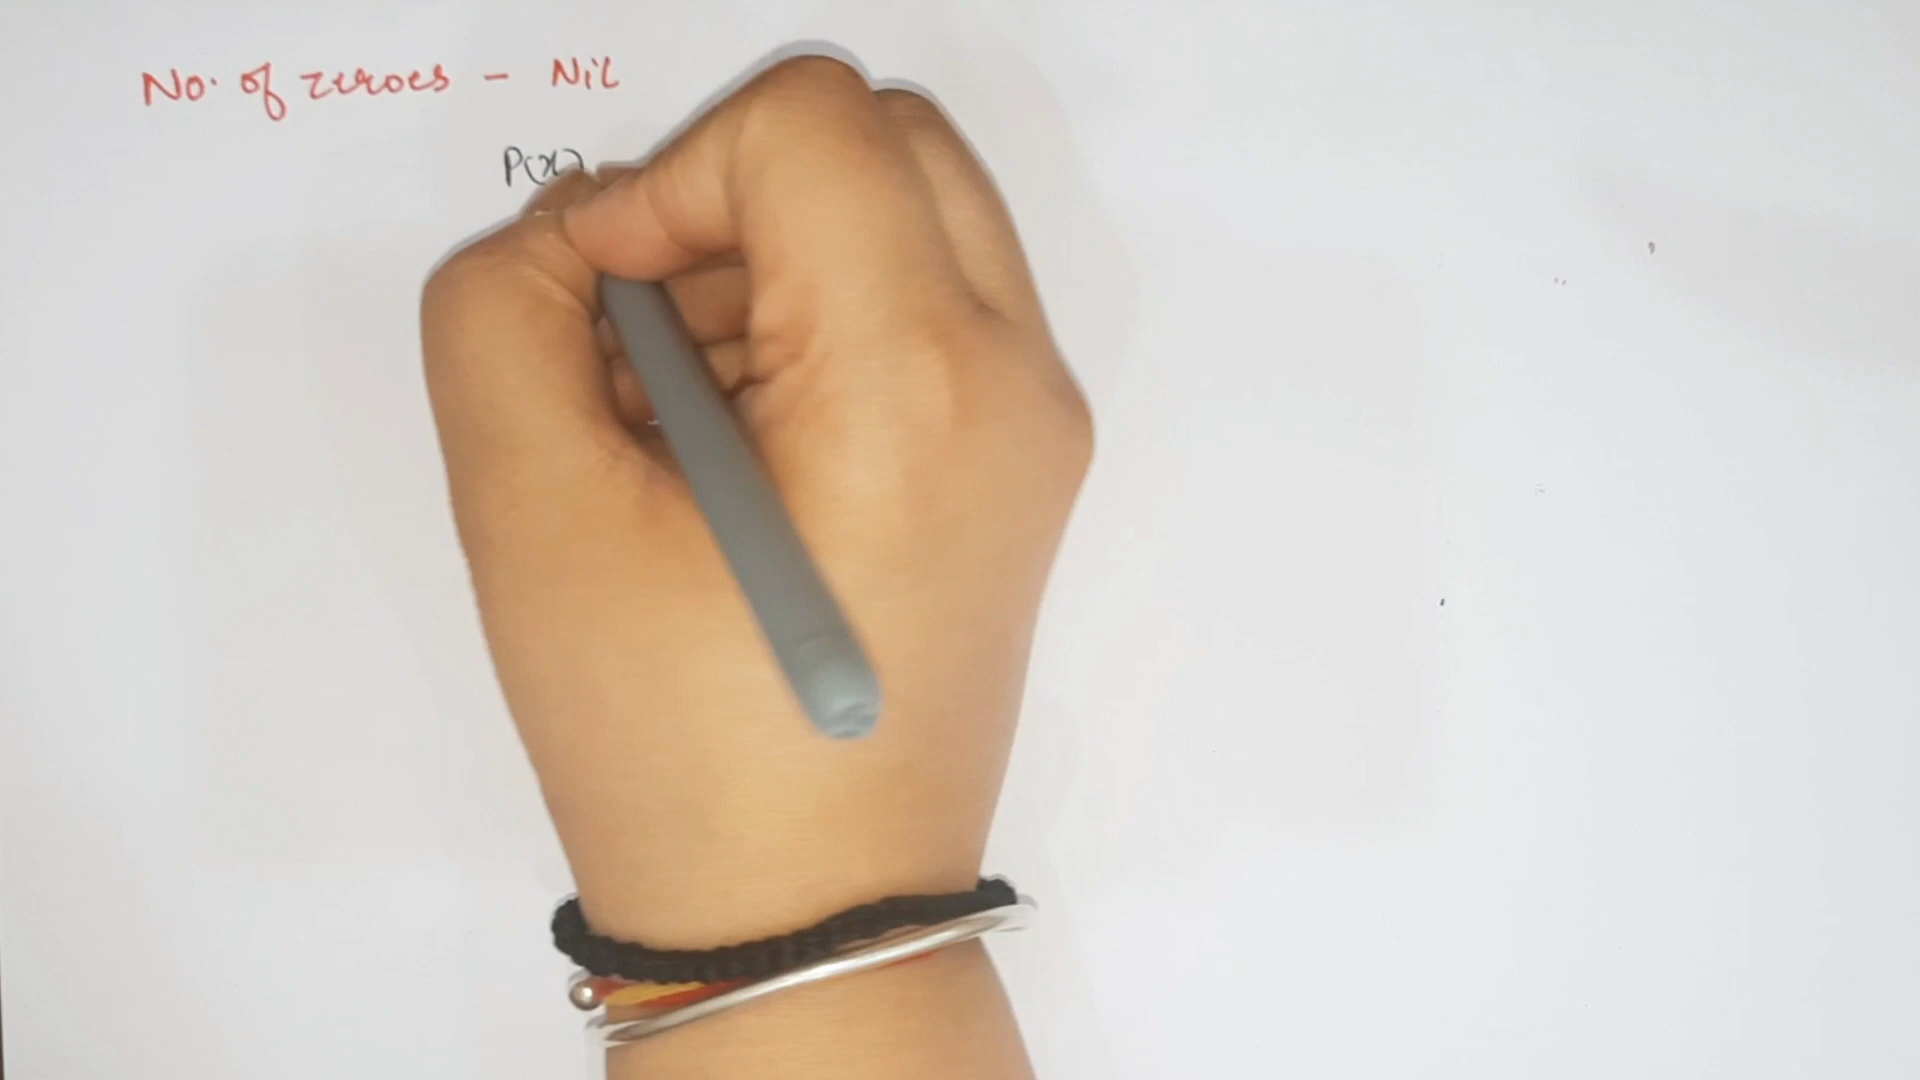 No. of zeroes - Nil
P(x)